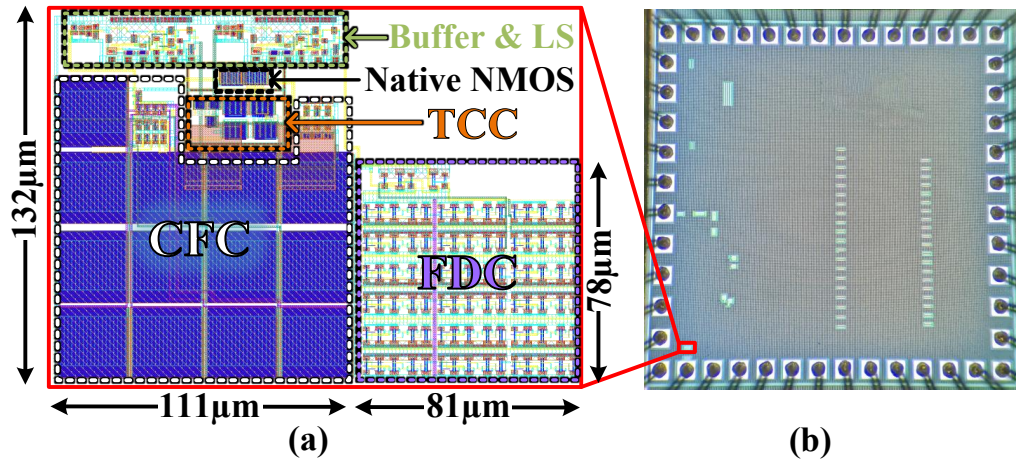 Buffer & LS
Native NMOS
TCC
132μm
CFC
FDC
78μm
111μm
81μm
(a)
(b)